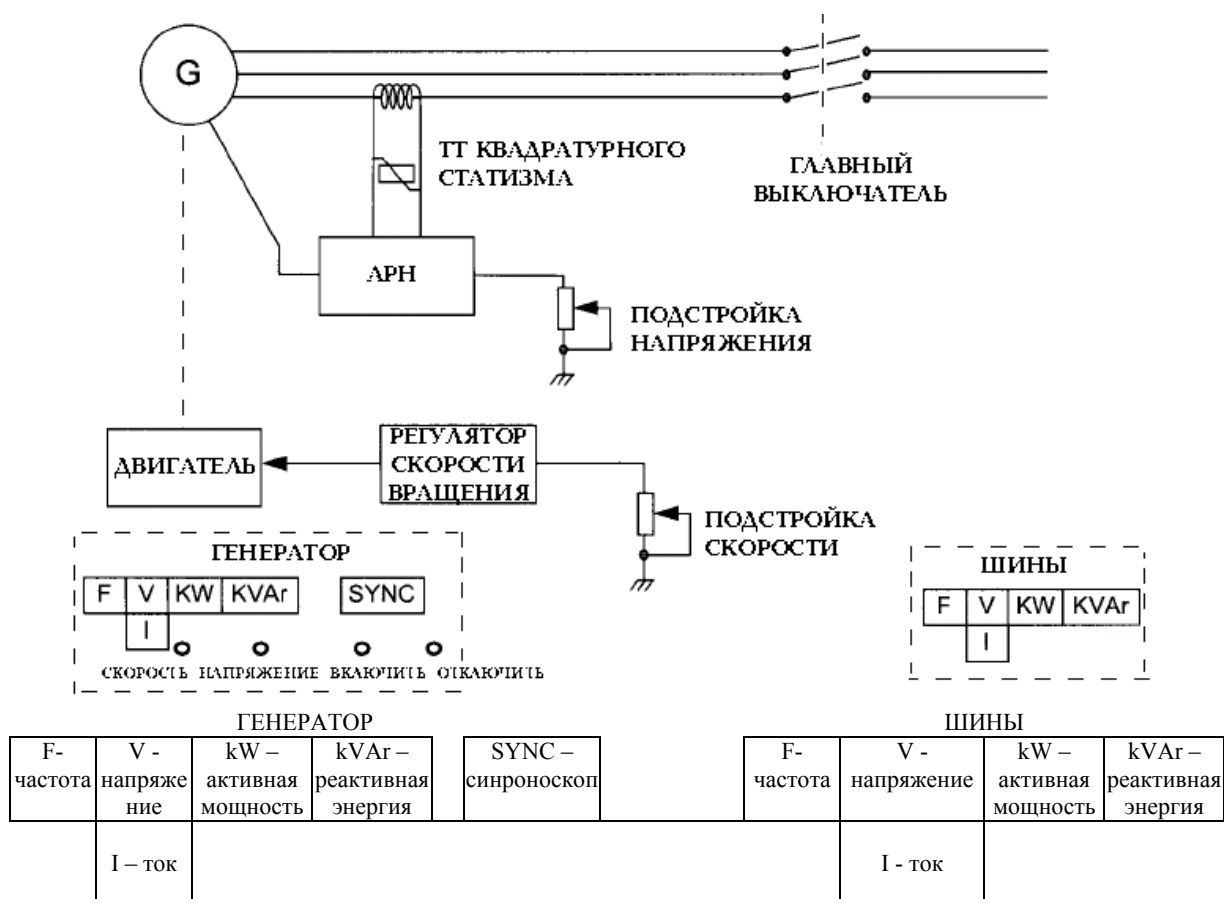 G
ТТ КВАДРАТУРНОГО
СТАТИЗМА
ГЛАВНЫЙ
ВЫКЛЮЧАТЕЛЬ
АРН
ПОДСТРОЙКА
НАПРЯЖЕНИЯ
ДВИГАТЕЛЬ
РЕГУЛЯТОР
СКОРОСТИ
ВРАЩЕНИЯ
ПОДСТРОЙКА
СКОРОСТИ
ГЕНЕРАТОР
F V KW KVAr SYNC
I
СКОРОСТЬ НАПРЯЖЕНИЕ ВКЛЮЧИТЬ ОТКЛЮЧИТЬ
ШИНЫ
F V KW KVAr
I
ГЕНЕРАТОР
F-
частота
V -
напряже
ние
kW –
активная
мощность
kVAr –
реактивная
энергия
SYNC –
синроноскоп
I – ток
ШИНЫ
F-
частота
V -
напряжение
kW –
активная
мощность
kVAr –
реактивная
энергия
I - ток